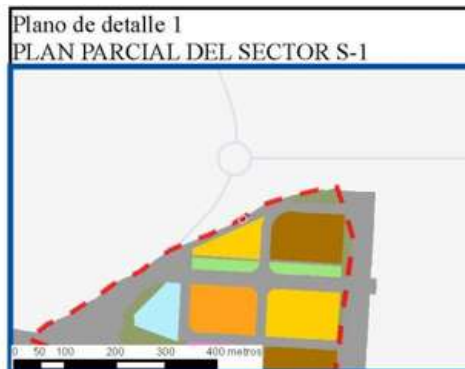 Plano de detalle 1
PLAN PARCIAL DEL SECTOR S-1
0 50 100 200 300 400 metros